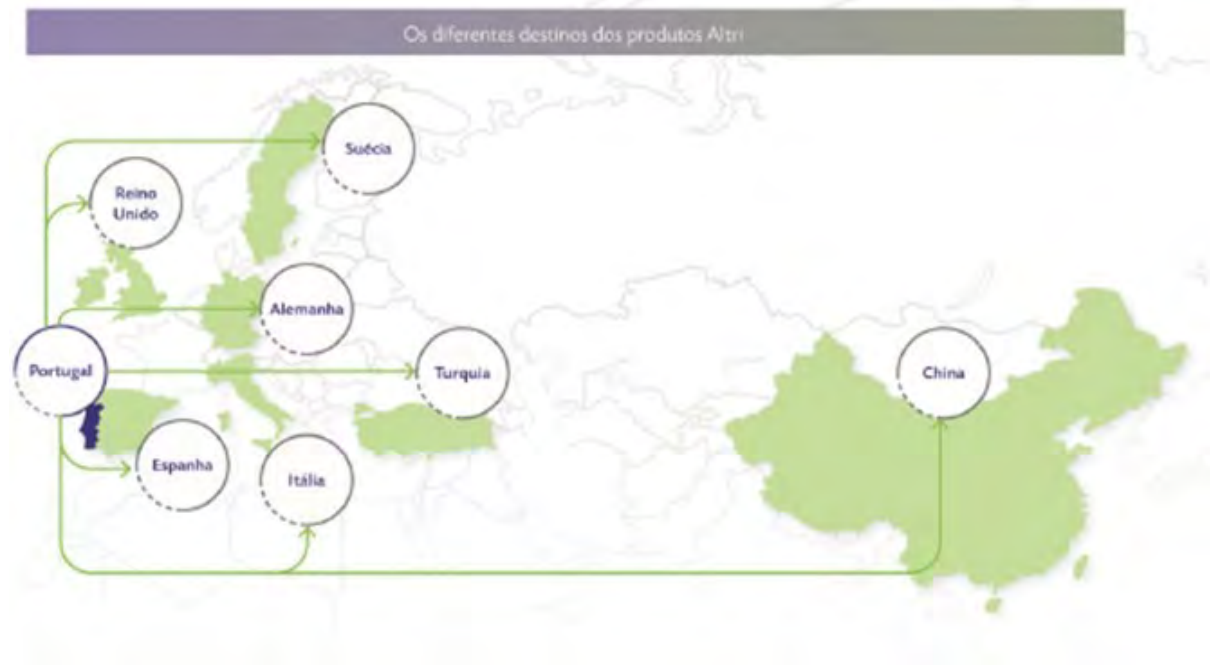 Os diferentes destinos dos produtos Altri
Suécia
Reino
Unido
Alemanha
Portugal
Turquia
China
Espanha
Itália